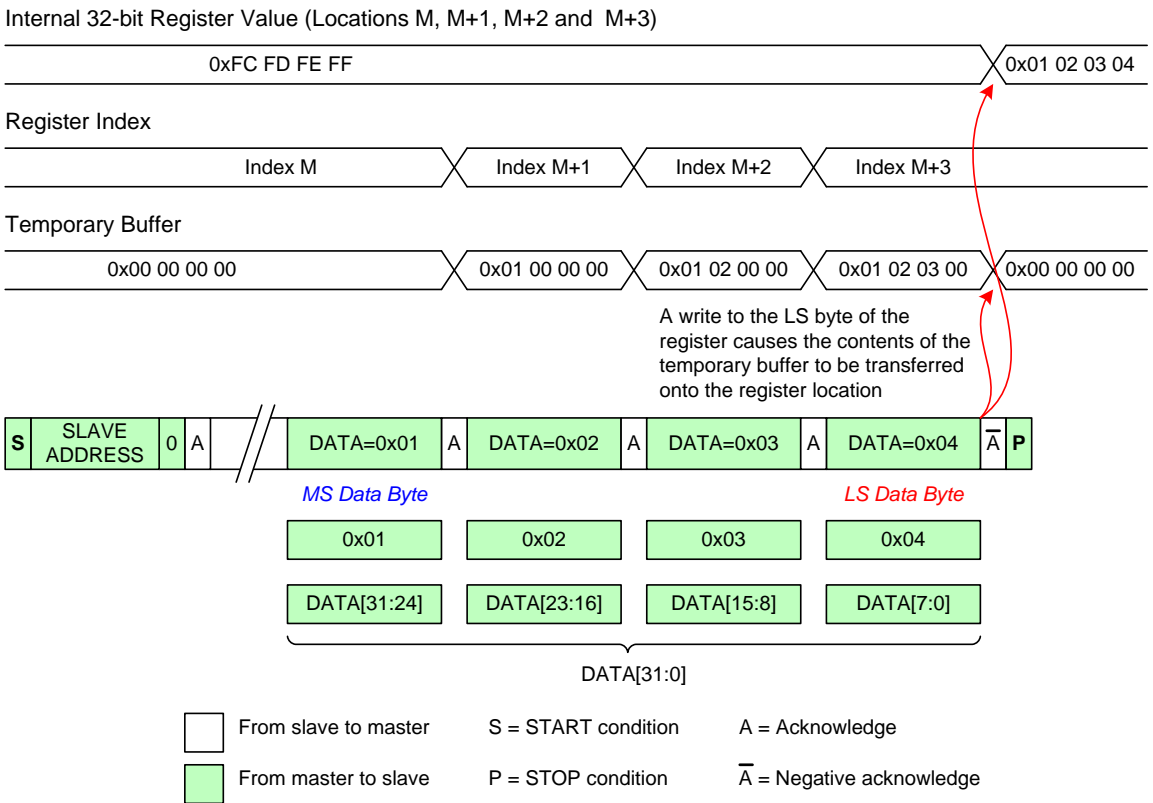 Internal 32-bit Register Value (Locations M, M+1, M+2 and M+3)
0xFC FD FE FF
0x01 02 03 04
Register Index
Index M
Index M+1
Index M+2
Index M+3
Temporary Buffer
0x00 00 00 00
0x01 00 00 00
0x01 02 00 00
0x01 02 03 00
0x00 00 00 00
A write to the LS byte of the
register causes the contents of the
temporary buffer to be transferred
onto the register location
S
SLAVE
ADDRESS
0
A
DATA=0x01
A
DATA=0x02
A
DATA=0x03
A
DATA=0x04
A̅
P
MS Data Byte
LS Data Byte
0x01
0x02
0x03
0x04
DATA[31:24]
DATA[23:16]
DATA[15:8]
DATA[7:0]
DATA[31:0]
From slave to master
S = START condition
A = Acknowledge
From master to slave
P = STOP condition
A̅ = Negative acknowledge